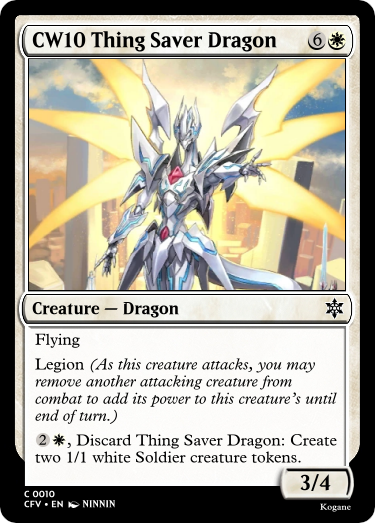 CW10 Thing Saver Dragon 6
Creature — Dragon
Flying
Legion (As this creature attacks, you may
remove another attacking creature from
combat to add its power to this creature's until
end of turn.)
2, Discard Thing Saver Dragon: Create
two 1/1 white Soldier creature tokens.
3/4
C 0010
CFV • EN NINNIN
Kogane